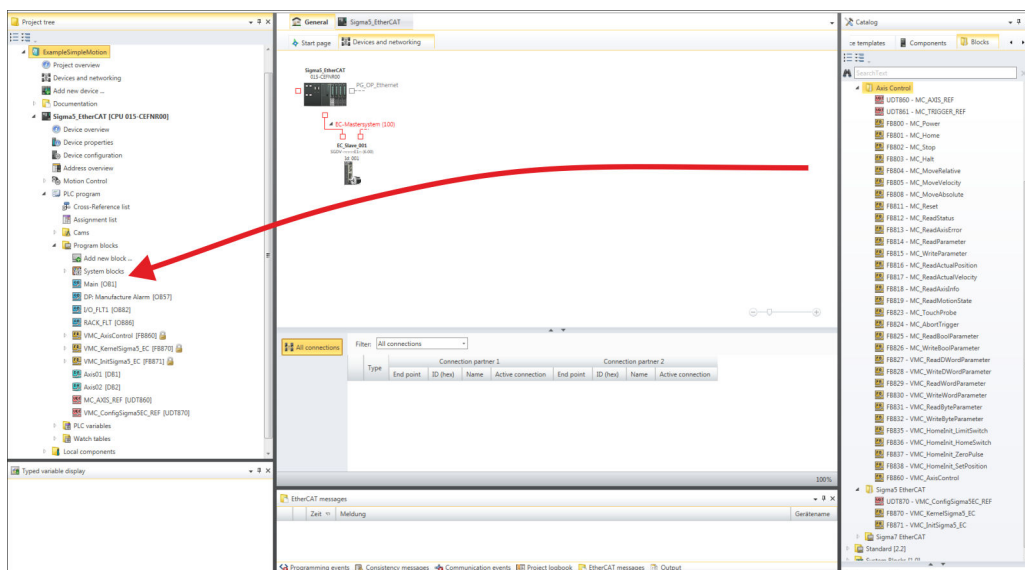 Project tree
ExampleSimpleMotion
Project overview
Devices and networking
Add new device ...
Documentation
Sigma5_EtherCAT [CPU 015-CEFNR00]
Device overview
Device properties
Device configuration
Address overview
Motion Control
PLC program
Cross-Reference list
Assignment list
Cams
Program blocks
Add new block ...
System blocks
Main [OB1]
DP: Manufacture Alarm [OB57]
I/O_FLT1 [OB82]
RACK_FLT [OB86]
VMC_AxisControl [FB860]
VMC_KernelSigma5_EC [FB870]
VMC_InitSigma5_EC [FB871]
Axis01 [DB1]
Axis02 [DB2]
MC_AXIS_REF [UDT860]
VMC_ConfigSigma5EC_REF [UDT870]
PLC variables
Watch tables
Local components
Typed variable display
General
Sigma5_EtherCAT
Start page
Devices and networking
Sigma5_EtherCAT
015-CEFNR00
PG_OP_Ethernet
EC-Mastersystem (100)
EC_Slave_001
Id 001
All connections
Filter: All connections
Type
Connection partner 1
Connection partner 2
End point ID (hex) Name Active connection End point ID (hex) Name Active connection
100%
EtherCAT messages
Zeit Meldung Gerätename
Programming events Consistency messages Communication events Project logbook EtherCAT messages Output
Catalog
ce templates Components Blocks
SearchText
Axis Control
UDT860 - MC_AXIS_REF
UDT861 - MC_TRIGGER_REF
FB800 - MC_Power
FB801 - MC_Home
FB802 - MC_Stop
FB803 - MC_Halt
FB804 - MC_MoveRelative
FB805 - MC_MoveVelocity
FB808 - MC_MoveAbsolute
FB811 - MC_Reset
FB812 - MC_ReadStatus
FB813 - MC_ReadAxisError
FB814 - MC_ReadParameter
FB815 - MC_WriteParameter
FB816 - MC_ReadActualPosition
FB817 - MC_ReadActualVelocity
FB818 - MC_ReadAxisInfo
FB819 - MC_ReadMotionState
FB823 - MC_TouchProbe
FB824 - MC_AbortTrigger
FB825 - MC_ReadBoolParameter
FB826 - MC_WriteBoolParameter
FB827 - VMC_ReadDWordParameter
FB828 - VMC_WriteDWordParameter
FB829 - VMC_ReadWordParameter
FB830 - VMC_WriteWordParameter
FB831 - VMC_ReadByteParameter
FB832 - VMC_WriteByteParameter
FB835 - VMC_HomeInit_LimitSwitch
FB836 - VMC_HomeInit_HomeSwitch
FB837 - VMC_HomeInit_ZeroPulse
FB838 - VMC_HomeInit_SetPosition
FB860 - VMC_AxisControl
Sigma5 EtherCAT
UDT870 - VMC_ConfigSigma5EC_REF
FB870 - VMC_KernelSigma5_EC
FB871 - VMC_InitSigma5_EC
Sigma7 EtherCAT
Standard [2.2]